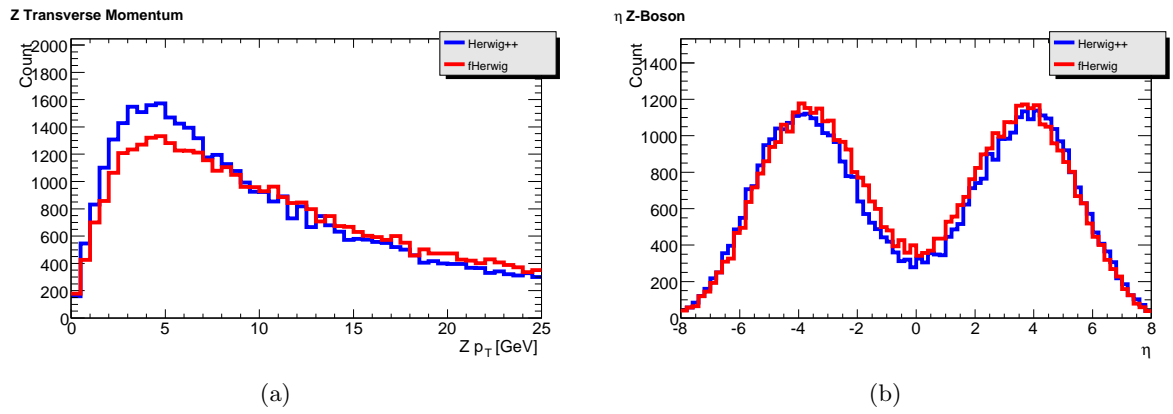 Z Transverse Momentum
Count
2000
1800
1600
1400
1200
1000
800
600
400
200
0
0 5 10 15 20 25
Z p_T [GeV]
Herwig++
fHerwig
(a)
η Z-Boson
Count
1400
1200
1000
800
600
400
200
0
-8 -6 -4 -2 0 2 4 6 8
η
Herwig++
fHerwig
(b)